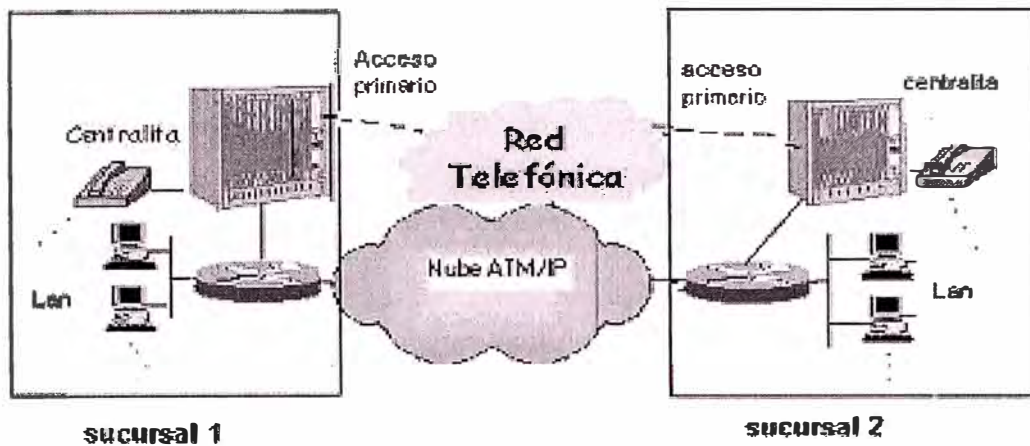 Acceso
primario
Centralita
Lan
sucursal 1
Red
Telefónica
Nube ATM/IP
acceso
primario
centralita
Lan
sucursal 2